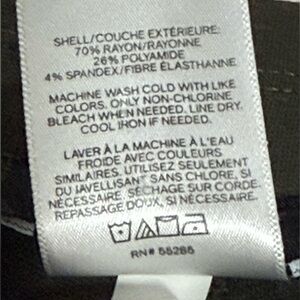 SHELL/COUCHE EXTÉRIEURE:
70% RAYON/RAYONNE
26% POLYAMIDE
4% SPANDEX/FIBRE ÉLASTHANNE
MACHINE WASH COLD WITH LIKE
COLORS. ONLY NON-CHLORINE
BLEACH WHEN NEEDED. LINE DRY.
COOL IRON IF NEEDED.
LAVER À LA MACHINE À L'EAU
FROIDE AVEC COULEURS
SIMILAIRES. UTILISEZ SEULEMENT
DU JAVELLISANT SANS CHLORE, SI
NÉCESSAIRE. SÉCHAGE SUR CORDE.
REPASSAGE DOUX, SI NÉCESSAIRE.
RN# 55285